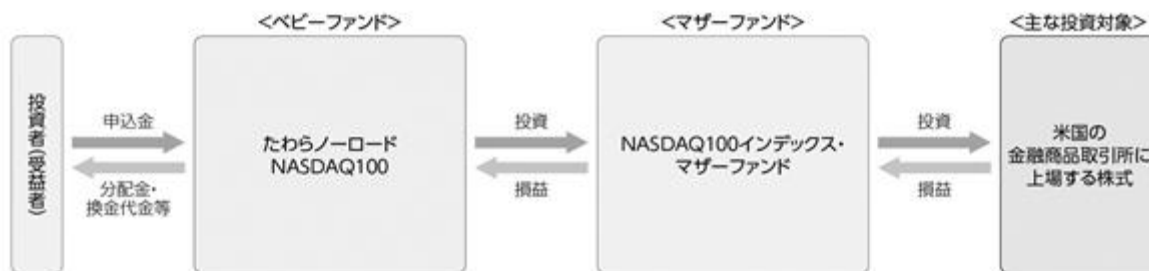 <ベビーファンド>
<マザーファンド>
<主な投資対象>
投資者(受益者)
申込金
分配金・
換金代金等
たわらノーロード
NASDAQ100
投資
損益
NASDAQ100インデックス・
マザーファンド
投資
損益
米国の
金融商品取引所に
上場する株式